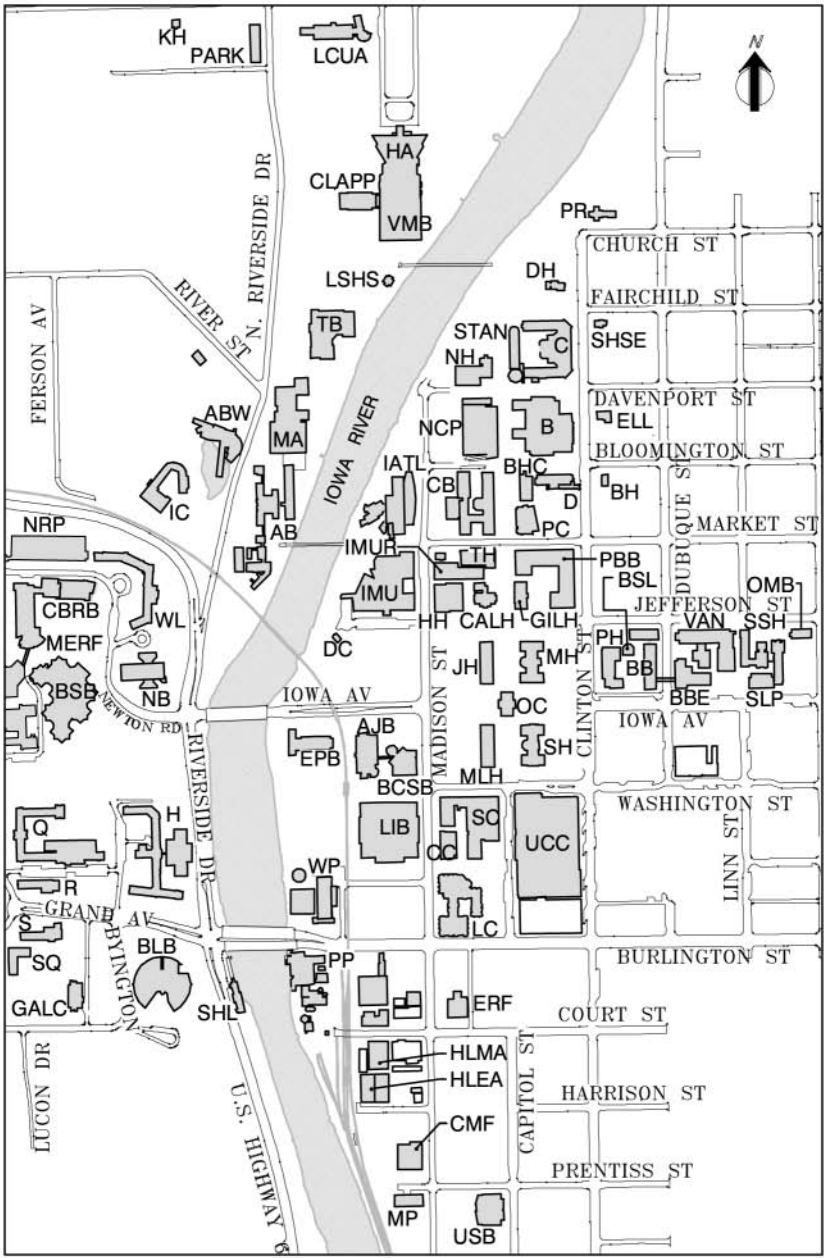 KH
PARK
LCUA
N
HA
CLAPP
VMB
PR
N. RIVERSIDE DR
CHURCH ST
LSHS
DH
FAIRCHILD ST
RIVER ST
FERSON AV
TB
STAN
C
SHSE
NH
DAVENPORT ST
ABW
MA
IOWA RIVER
NCP
B
ELL
BLOOMINGTON ST
IATL
BHC
CB
D
BH
IC
AB
PC
MARKET ST
NRP
IMUR
TH
PBB
DUBUQUE ST
BSL
CBRB
WL
IMU
HH
CALH
GILH
JEFFERSON ST
OMB
MERF
DC
PH
VAN
SSH
BSB
NB
MADISON ST
JH
MH
CLINTON ST
BB
BBE
SLP
NEWTON RD
IOWA AV
OC
IOWA AV
RIVERSIDE DR
EPB
AJB
BCSB
MLH
SH
WASHINGTON ST
Q
H
LIB
SC
CC
UCC
LINN ST
R
WP
GRAND AV
S
LC
SQ
BYINGTON
BLB
PP
BURLINGTON ST
GALC
SHL
ERF
COURT ST
LUCON DR
HLMA
HLEA
CAPITOL ST
HARRISON ST
U.S. HIGHWAY 6
CMF
PRENTISS ST
MP
USB